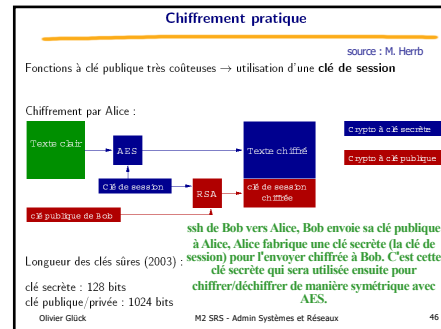 Chiffrement pratique
source : M. Herrb
Fonctions à clé publique très coûteuses → utilisation d'une clé de session
Chiffrement par Alice :
Texte clair
AES
Texte chiffré
Crypto à clé secrète
Crypto à clé publique
Clé de session
RSA
clé de session
chiffrée
clé publique de Bob
ssh de Bob vers Alice, Bob envoie sa clé publique
à Alice, Alice fabrique une clé secrète (la clé de
session) pour l'envoyer chiffrée à Bob. C'est cette
clé secrète qui sera utilisée ensuite pour
chiffrer/déchiffrer de manière symétrique avec
AES.
Longueur des clés sûres (2003) :
clé secrète : 128 bits
clé publique/privée : 1024 bits
Olivier Glück
M2 SRS - Admin Systèmes et Réseaux
46